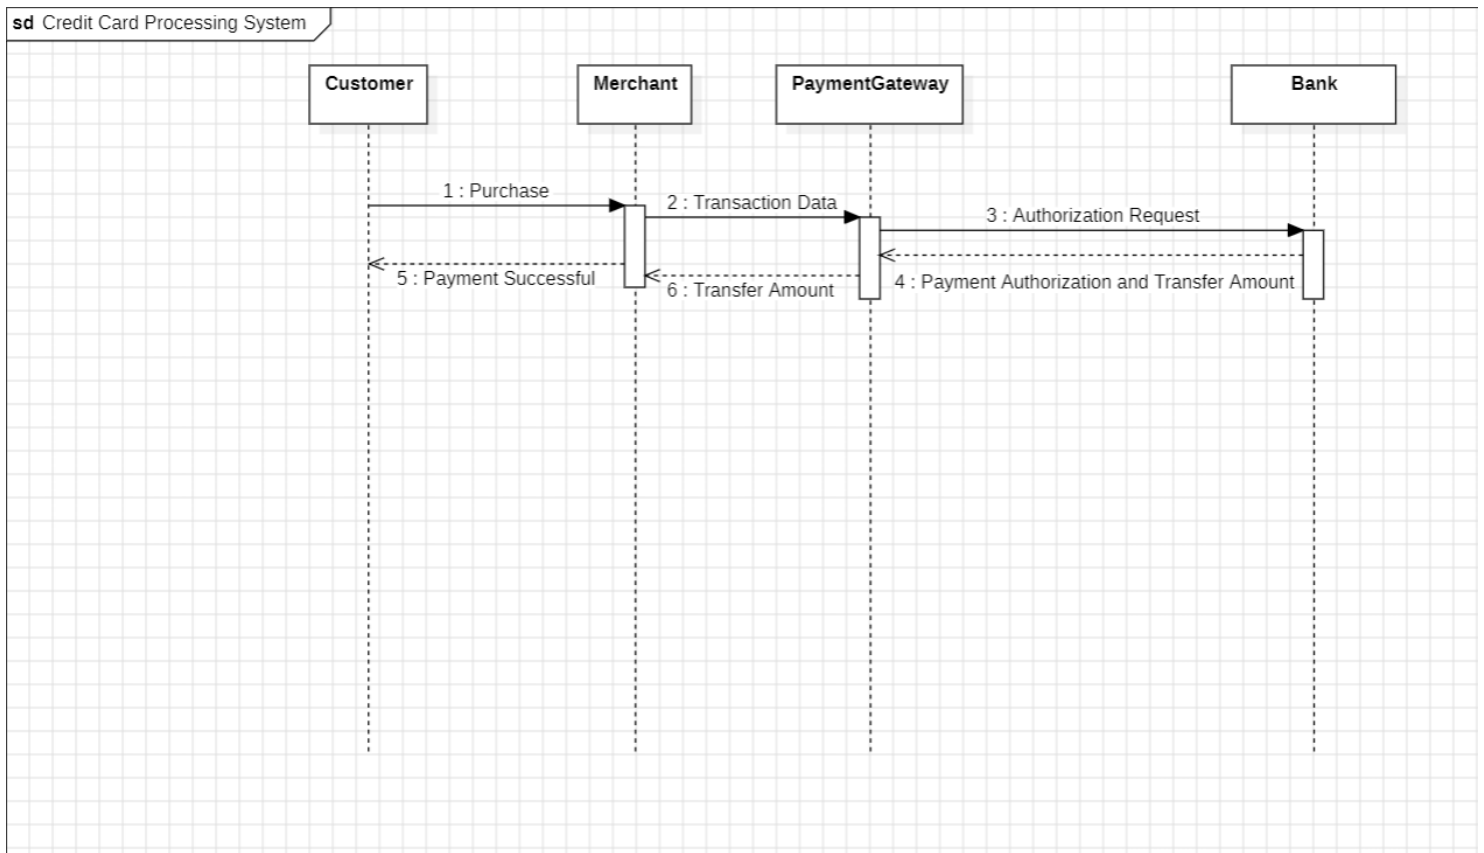 sd Credit Card Processing System
Customer
Merchant
PaymentGateway
Bank
1 : Purchase
2 : Transaction Data
3 : Authorization Request
5 : Payment Successful
6 : Transfer Amount
4 : Payment Authorization and Transfer Amount